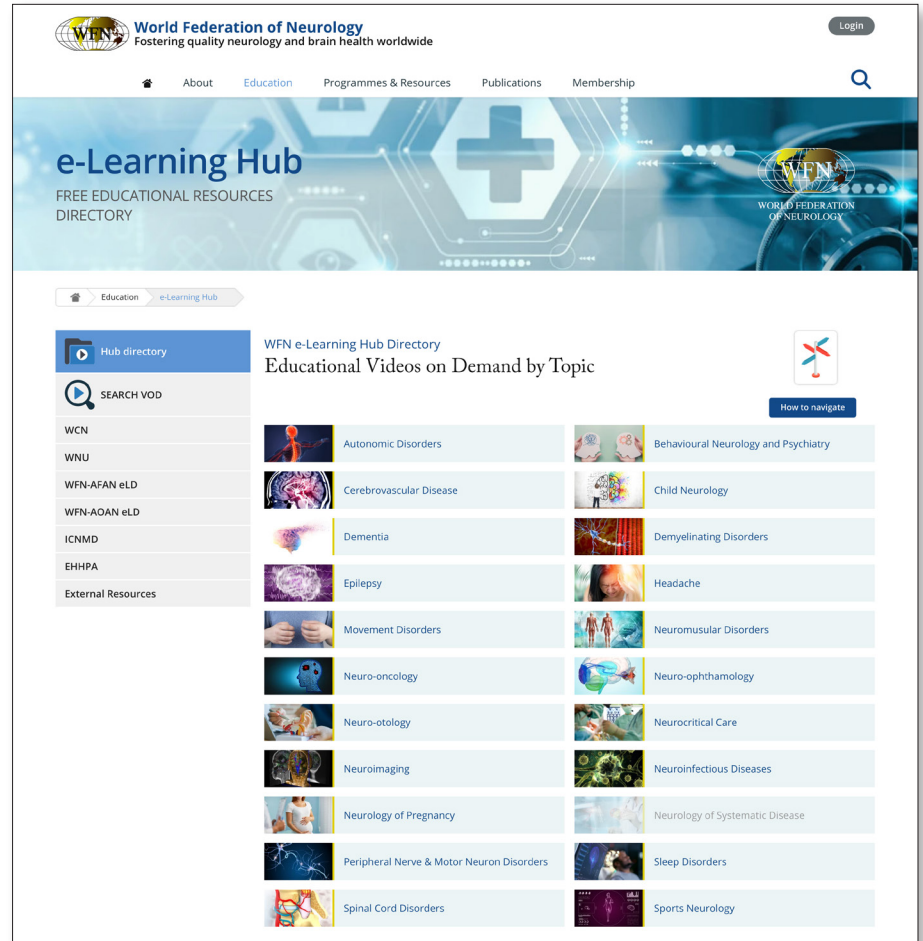 WFN
World Federation of Neurology
Fostering quality neurology and brain health worldwide
Login
About
Education
Programmes & Resources
Publications
Membership
e-Learning Hub
FREE EDUCATIONAL RESOURCES
DIRECTORY
WFN
WORLD FEDERATION
OF NEUROLOGY
Education
e-Learning Hub
Hub directory
SEARCH VOD
WCN
WNU
WFN-AFAN eLD
WFN-AOAN eLD
ICNMD
EHHPA
External Resources
WFN e-Learning Hub Directory
Educational Videos on Demand by Topic
How to navigate
Autonomic Disorders
Behavioural Neurology and Psychiatry
Cerebrovascular Disease
Child Neurology
Dementia
Demyelinating Disorders
Epilepsy
Headache
Movement Disorders
Neuromusular Disorders
Neuro-oncology
Neuro-ophthamology
Neuro-otology
Neurocritical Care
Neuroimaging
Neuroinfectious Diseases
Neurology of Pregnancy
Neurology of Systematic Disease
Peripheral Nerve & Motor Neuron Disorders
Sleep Disorders
Spinal Cord Disorders
Sports Neurology